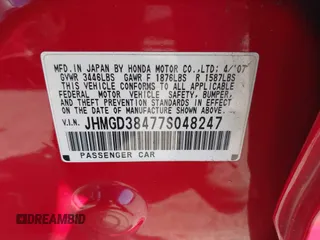 MFD. IN JAPAN BY HONDA MOTOR CO.,LTD: 4/'07
GVWR 3446LBS GAWR F 1876LBS R 1587LBS
THIS VEHICLE CONFORMS TO ALL APPLICABLE
FEDERAL MOTOR VEHICLE SAFETY, BUMPER,
AND THEFT PREVENTION STANDARDS IN EFFECT
ON THE DATE OF MANUFACTURE SHOWN ABOVE.
V.I.N. JHMGD38477S048247
PASSENGER CAR
DREAMBID